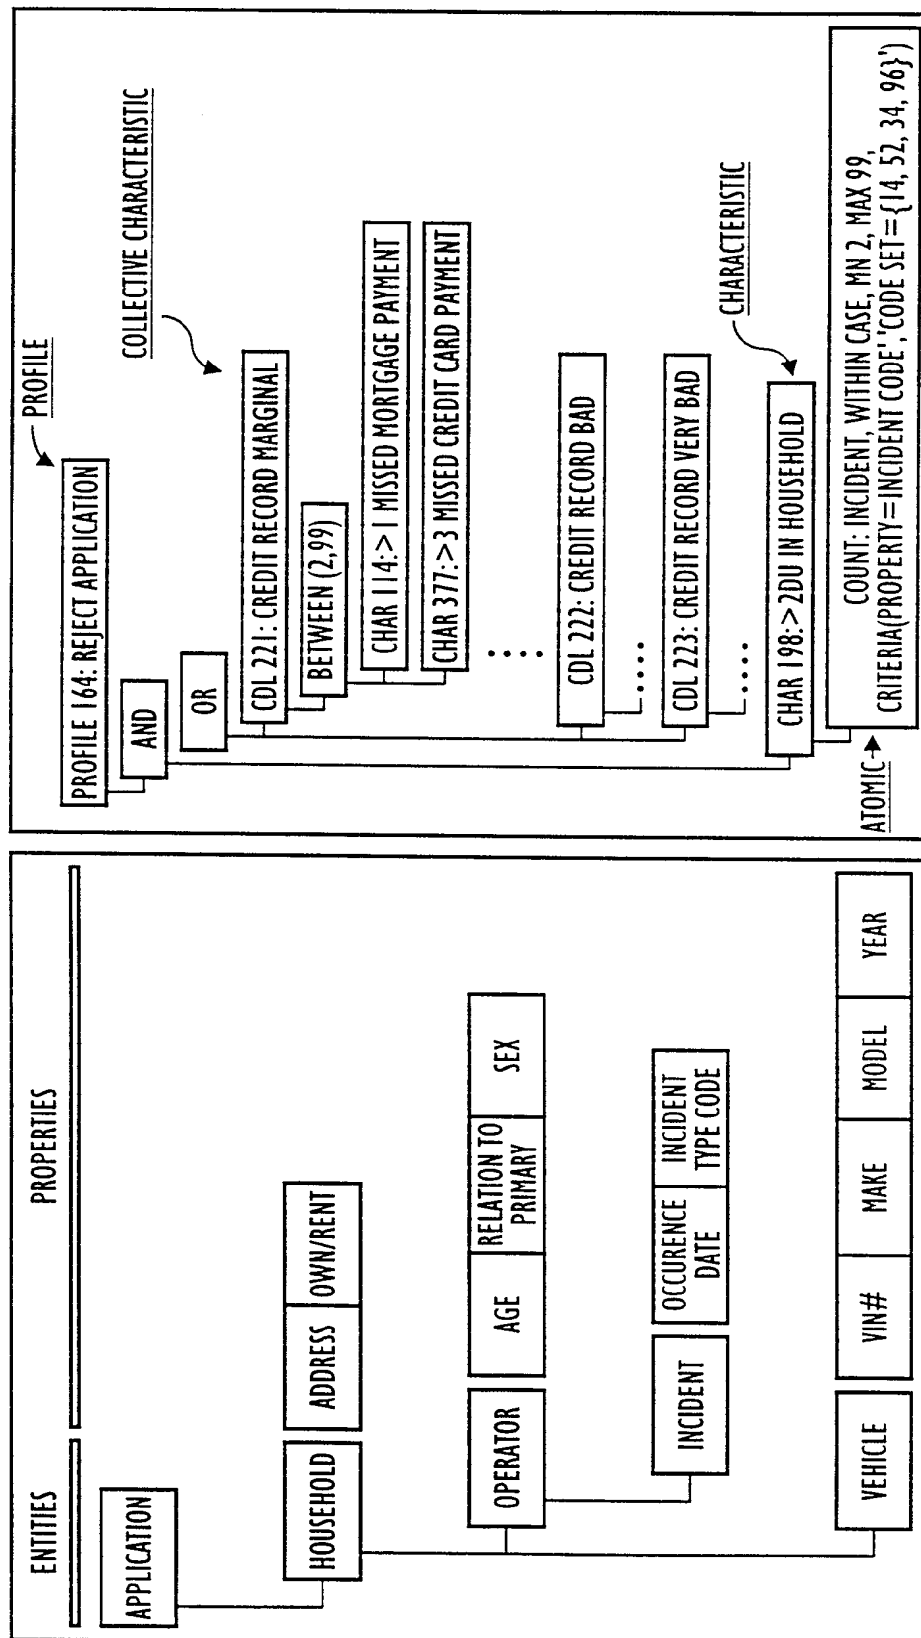 ENTITIES
PROPERTIES
APPLICATION
HOUSEHOLD
ADDRESS
OWN/RENT
OPERATOR
AGE
RELATION TO
PRIMARY
SEX
INCIDENT
OCCURENCE
DATE
INCIDENT
TYPE CODE
VEHICLE
VIN#
MAKE
MODEL
YEAR
PROFILE
PROFILE 164: REJECT APPLICATION
AND
OR
COLLECTIVE CHARACTERISTIC
CDL 221: CREDIT RECORD MARGINAL
BETWEEN (2,99)
CHAR 114:> 1 MISSED MORTGAGE PAYMENT
CHAR 377:>3 MISSED CREDIT CARD PAYMENT
CDL 222: CREDIT RECORD BAD
CDL 223: CREDIT RECORD VERY BAD
CHARACTERISTIC
CHAR 198:> 2DU IN HOUSEHOLD
ATOMIC
COUNT: INCIDENT, WITHIN CASE, MN 2, MAX 99,
CRITERIA(PROPERTY=INCIDENT CODE','CODE SET={14, 52, 34, 96}')